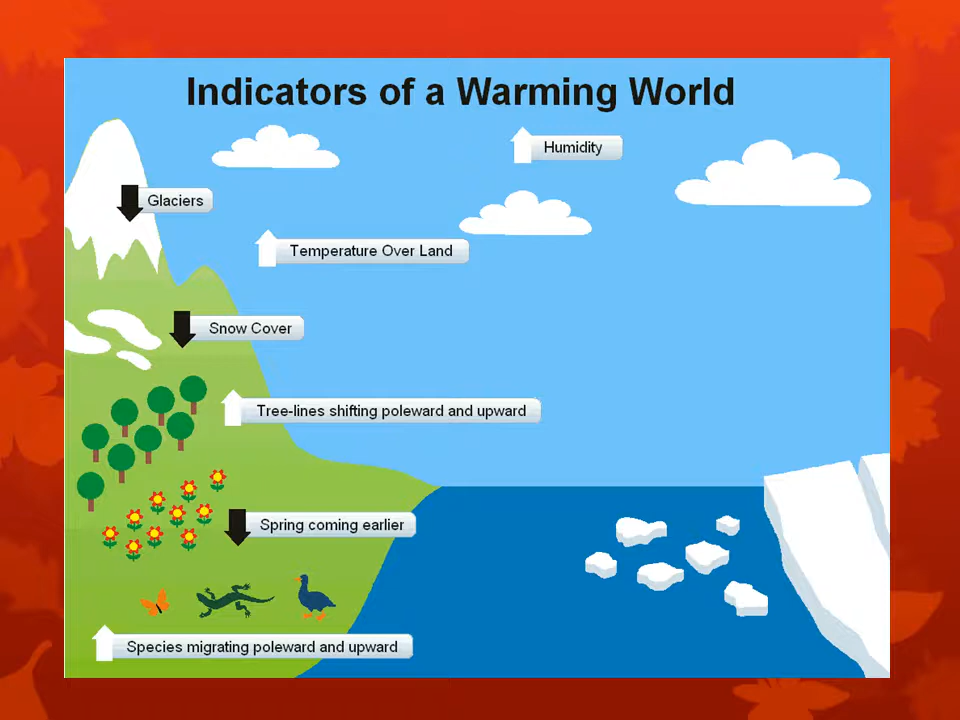 Indicators of a Warming World
Humidity
Glaciers
Temperature Over Land
Snow Cover
Tree-lines shifting poleward and upward
Spring coming earlier
Species migrating poleward and upward